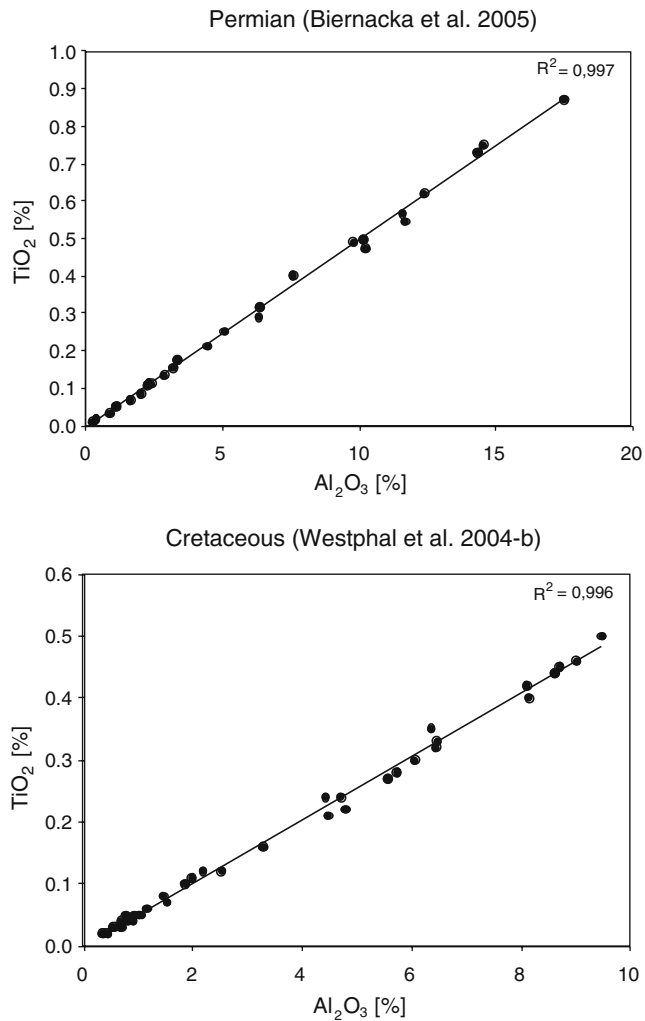 Permian (Biernacka et al. 2005)
R² = 0,997
1.0
0.9
0.8
0.7
0.6
0.5
0.4
0.3
0.2
0.1
0.0
TiO₂ [%]
0 5 10 15 20
Al₂O₃ [%]
Cretaceous (Westphal et al. 2004-b)
R² = 0,996
0.6
0.5
0.4
0.3
0.2
0.1
0.0
TiO₂ [%]
0 2 4 6 8 10
Al₂O₃ [%]